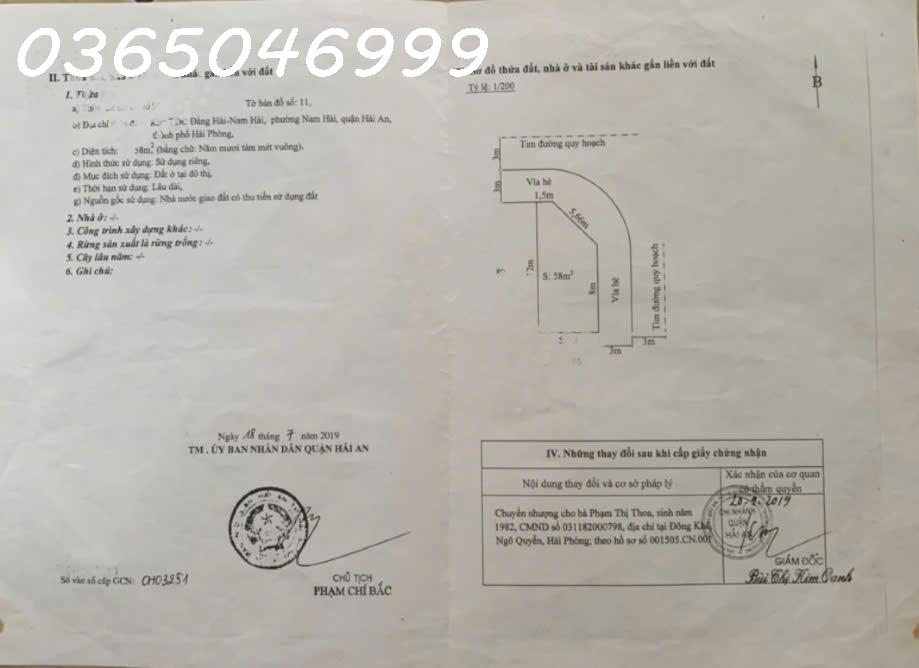 0365046999
II. Thửa gắn liền với đất
1. Thửa
a) Tờ bản đồ số: 11,
b) Địa chỉ TĐC Đằng Hải-Nam Hải, phường Nam Hải, quận Hải An,
thành phố Hải Phòng,
c) Diện tích: 58m², (bằng chữ: Năm mươi tám mét vuông),
d) Hình thức sử dụng: Sử dụng riêng,
đ) Mục đích sử dụng: Đất ở tại đô thị,
e) Thời hạn sử dụng: Lâu dài,
g) Nguồn gốc sử dụng: Nhà nước giao đất có thu tiền sử dụng đất
2. Nhà ở: -/-
3. Công trình xây dựng khác: -/-
4. Rừng sản xuất là rừng trồng: -/-
5. Cây lâu năm: -/-
6. Ghi chú:
Ngày 18 tháng 7 năm 2019
TM. ỦY BAN NHÂN DÂN QUẬN HẢI AN
CHỦ TỊCH
PHẠM CHÍ BẮC
Số vào sổ cấp GCN: CH03251
sơ đồ thửa đất, nhà ở và tài sản khác gắn liền với đất
Tỷ lệ: 1/200
B
Tim đường quy hoạch
3m
3m
Vỉa hè
1,5m
5,66m
2m
S: 58m²
8m
Vỉa hè
Tim đường quy hoạch
5
3m
3m
IV. Những thay đổi sau khi cấp giấy chứng nhận
Nội dung thay đổi và cơ sở pháp lý
Xác nhận của cơ quan
có thẩm quyền
Chuyển nhượng cho bà Phạm Thị Thoa, sinh năm
1982, CMND số 031182000798, địa chỉ tại Đông Khê,
Ngô Quyền, Hải Phòng; theo hồ sơ số 001505.CN.001
2019
CHI NHÁNH
QUẬN
HẢI AN
GIÁM ĐỐC
Bùi Thị Kim Oanh